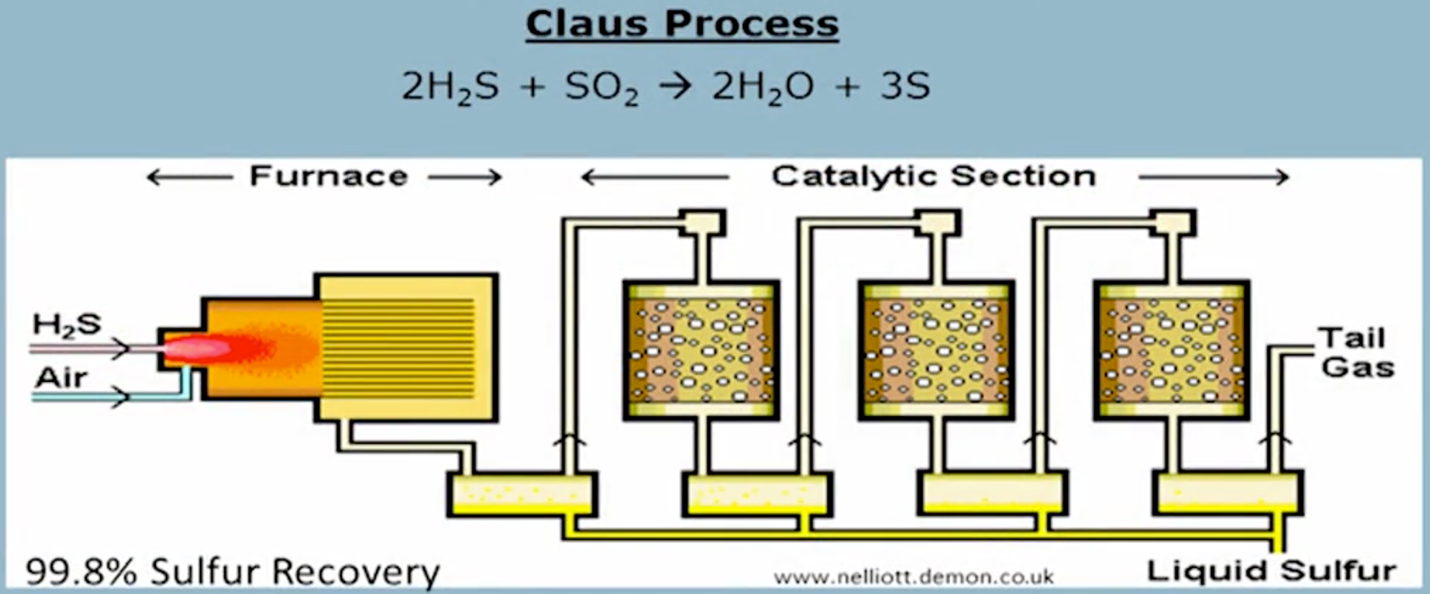 Claus Process
2H₂S + SO₂ → 2H₂O + 3S
Furnace
Catalytic Section
H₂S
Air
Tail
Gas
99.8% Sulfur Recovery
www.nelliott.demon.co.uk
Liquid Sulfur